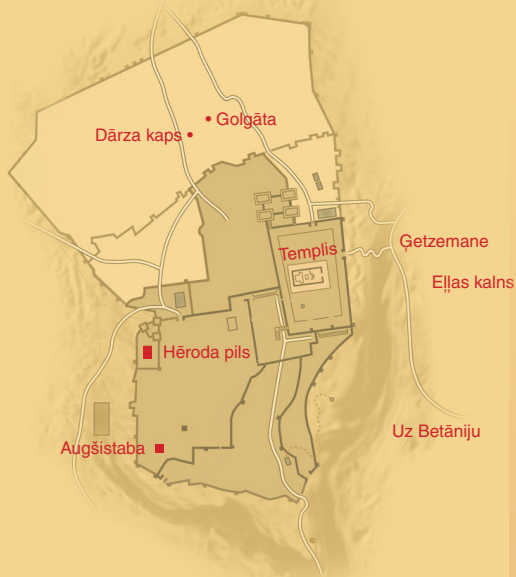 Golgāta
Dārza kaps
Templis
Ģetzemane
Eļļas kalns
Hēroda pils
Uz Betāniju
Augšistaba